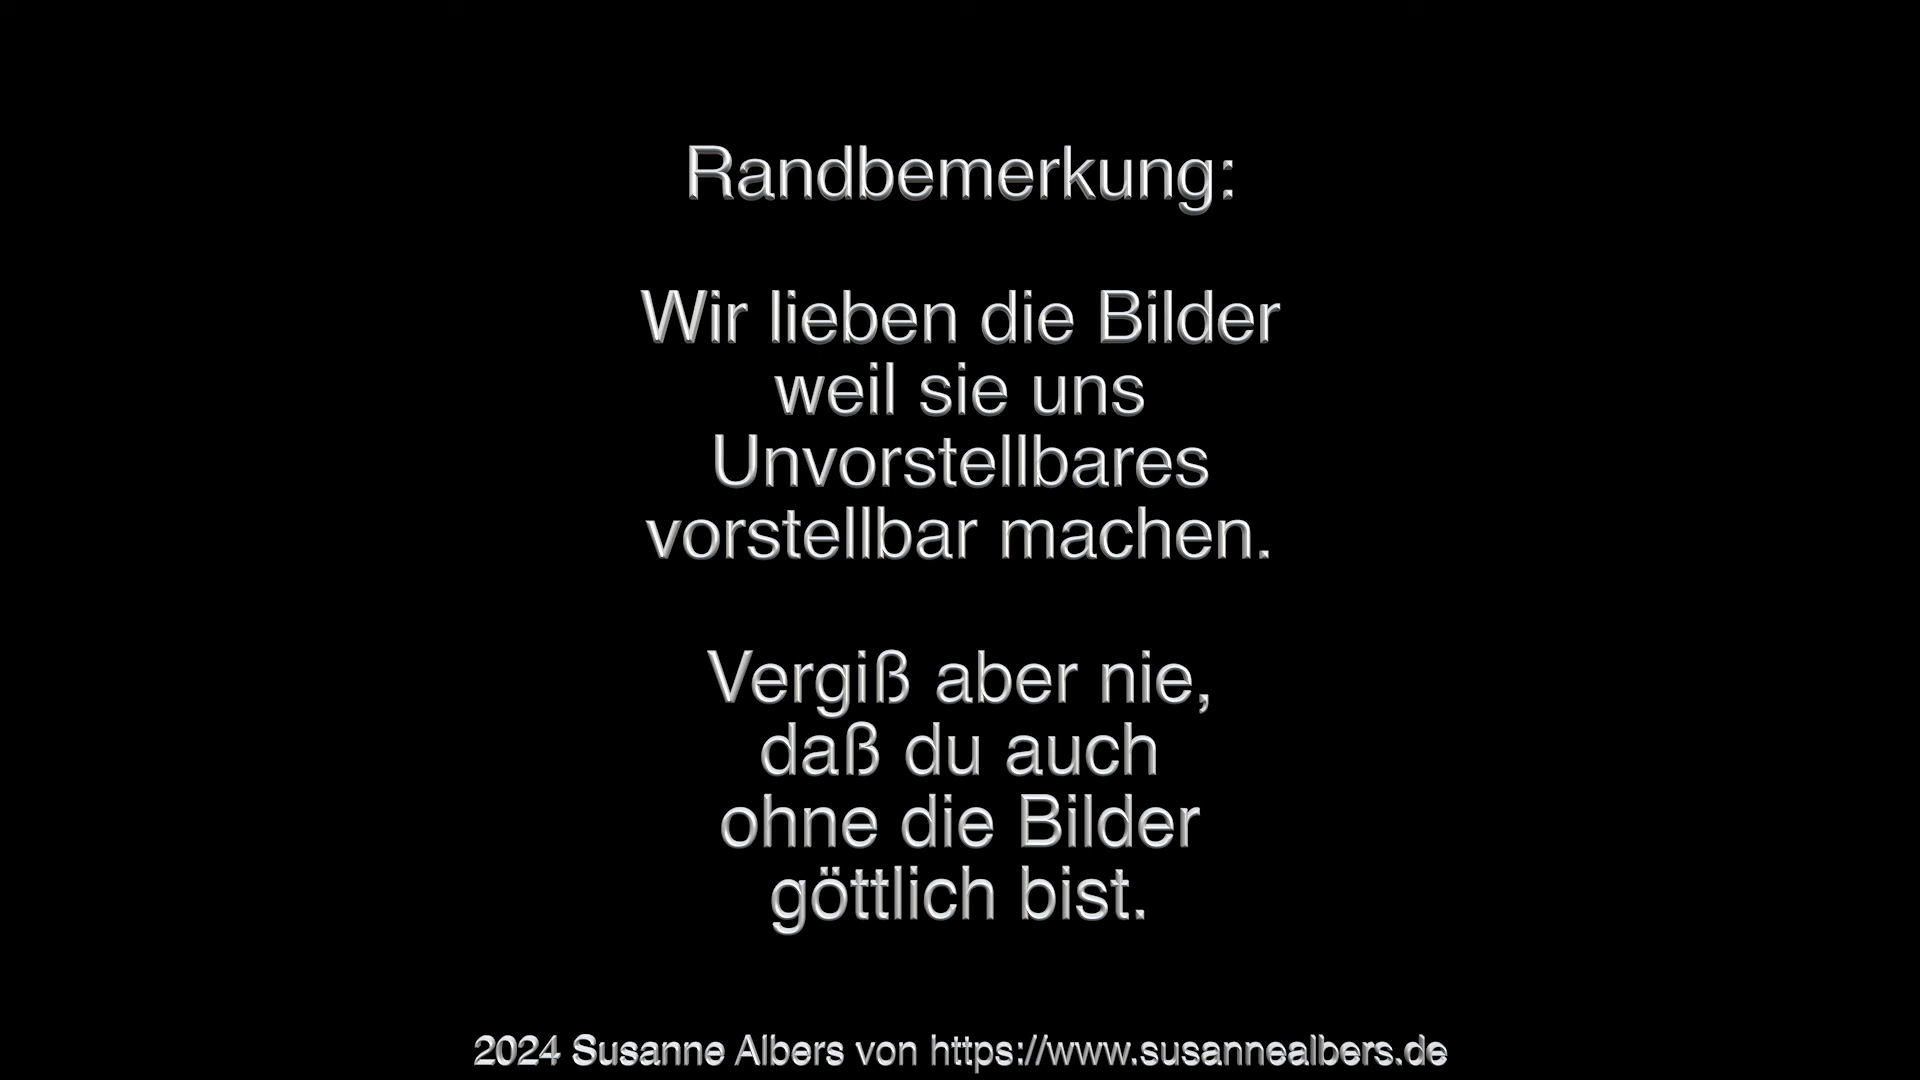 Randbemerkung:
Wir lieben die Bilder
weil sie uns
Unvorstellbares
vorstellbar machen.
Vergiß aber nie,
daß du auch
ohne die Bilder
göttlich bist.
2024 Susanne Albers von https://www.susannealbers.de